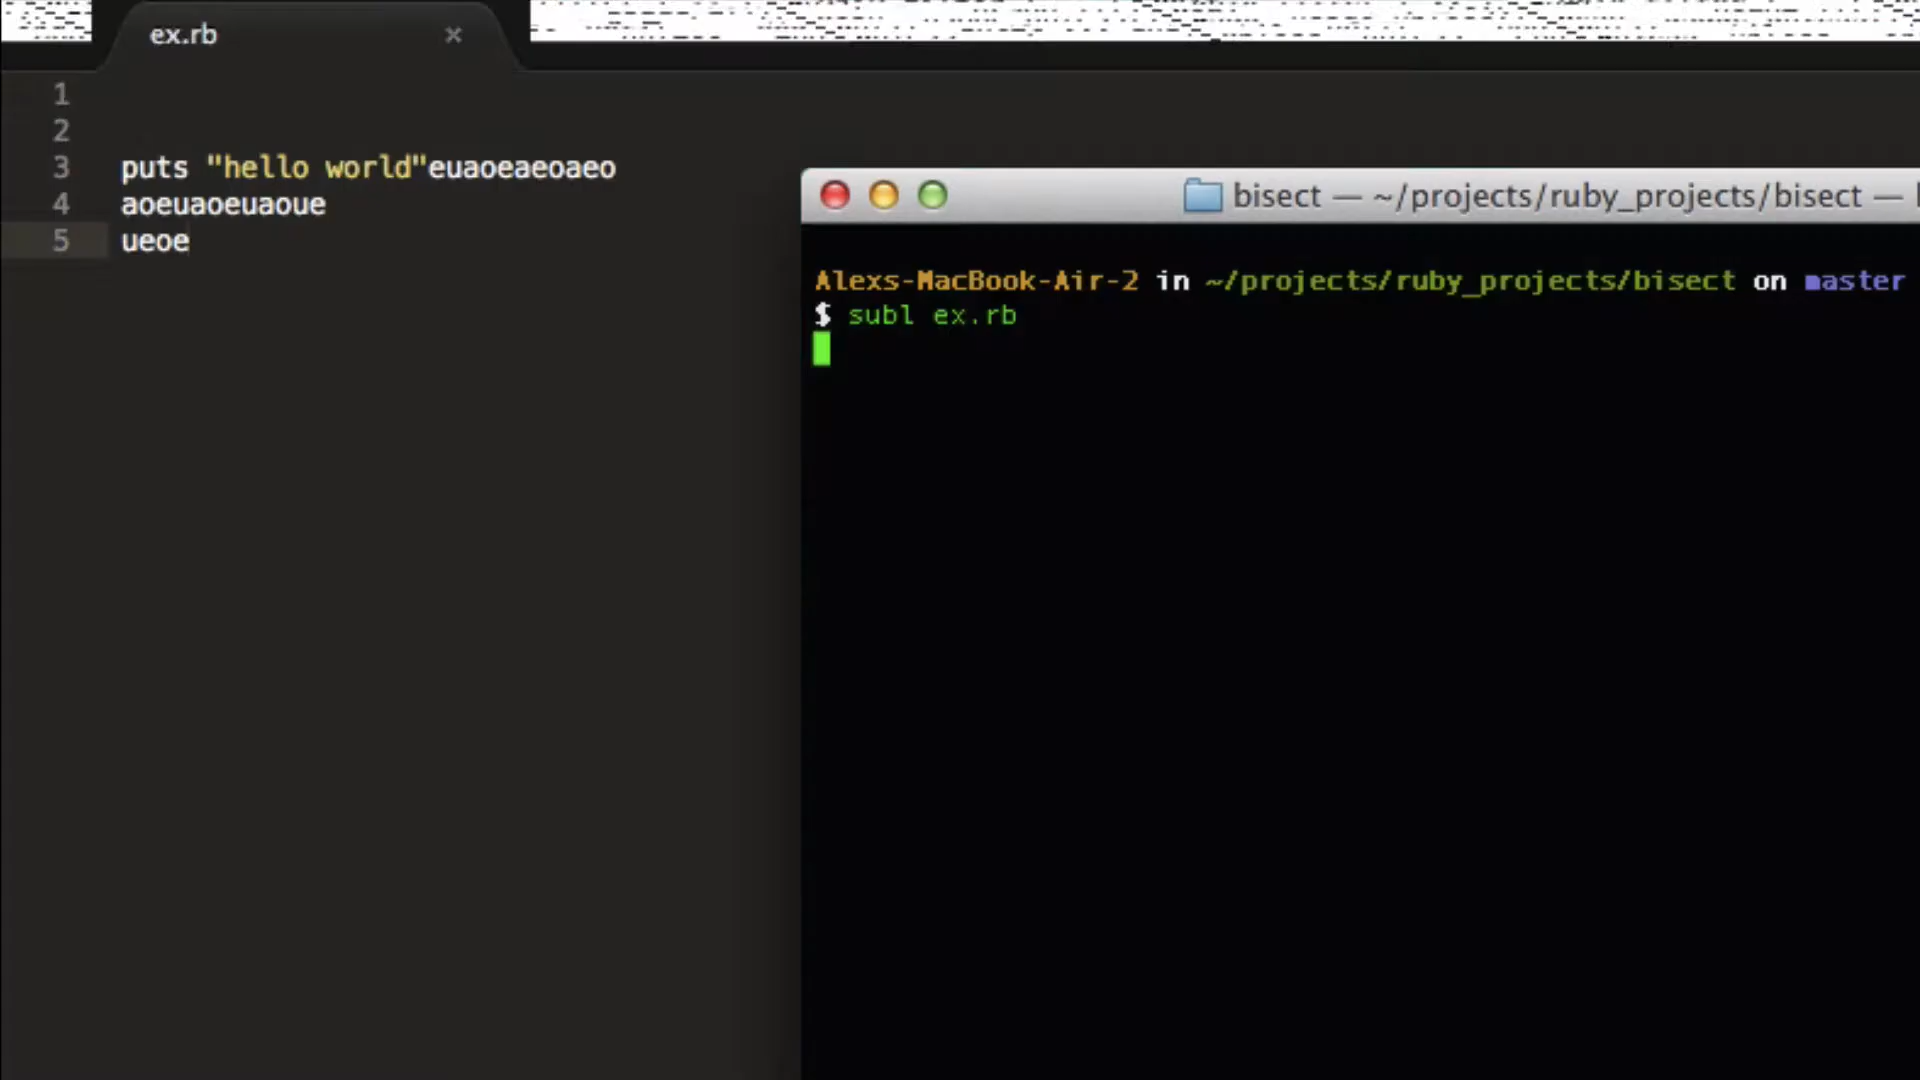 ex.rb ×
1
2
3 puts "hello world"euaoeaeoaeo
4 aoeuaoeuaoue
5 ueoe
bisect — ~/projects/ruby_projects/bisect —
Alexs-MacBook-Air-2 in ~/projects/ruby_projects/bisect on master
$ subl ex.rb